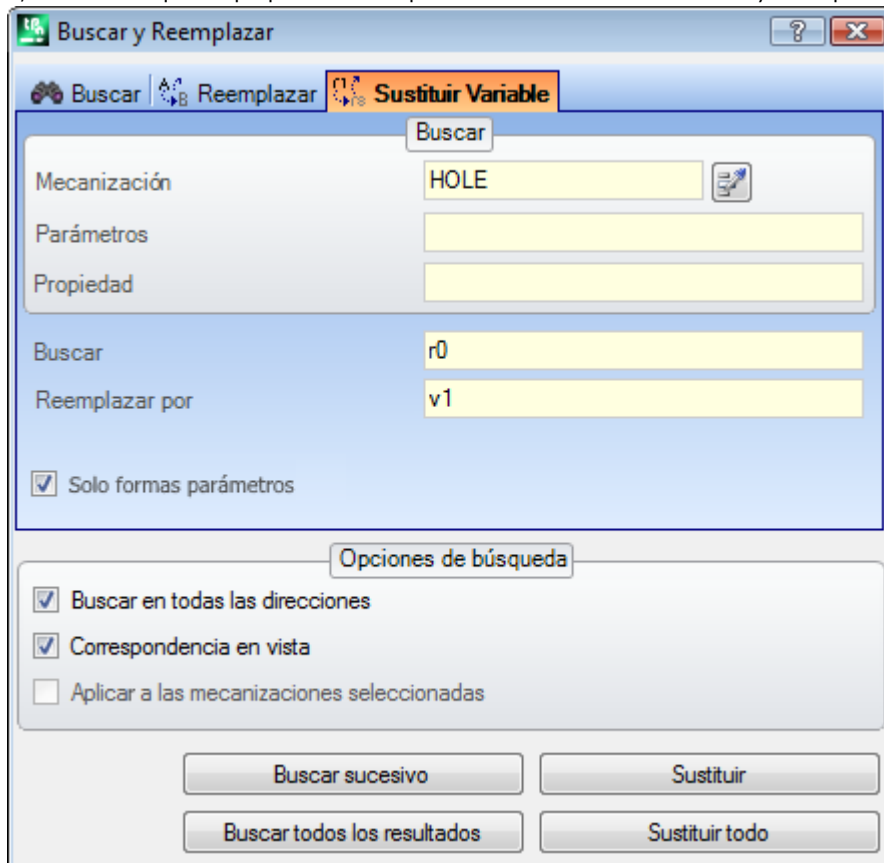 Buscar y Reemplazar
Buscar Reemplazar Sustituir Variable
Buscar
Mecanización HOLE
Parámetros
Propiedad
Buscar r0
Reemplazar por v1
Solo formas parámetros
Opciones de búsqueda
Buscar en todas las direcciones
Correspondencia en vista
Aplicar a las mecanizaciones seleccionadas
Buscar sucesivo Sustituir
Buscar todos los resultados Sustituir todo